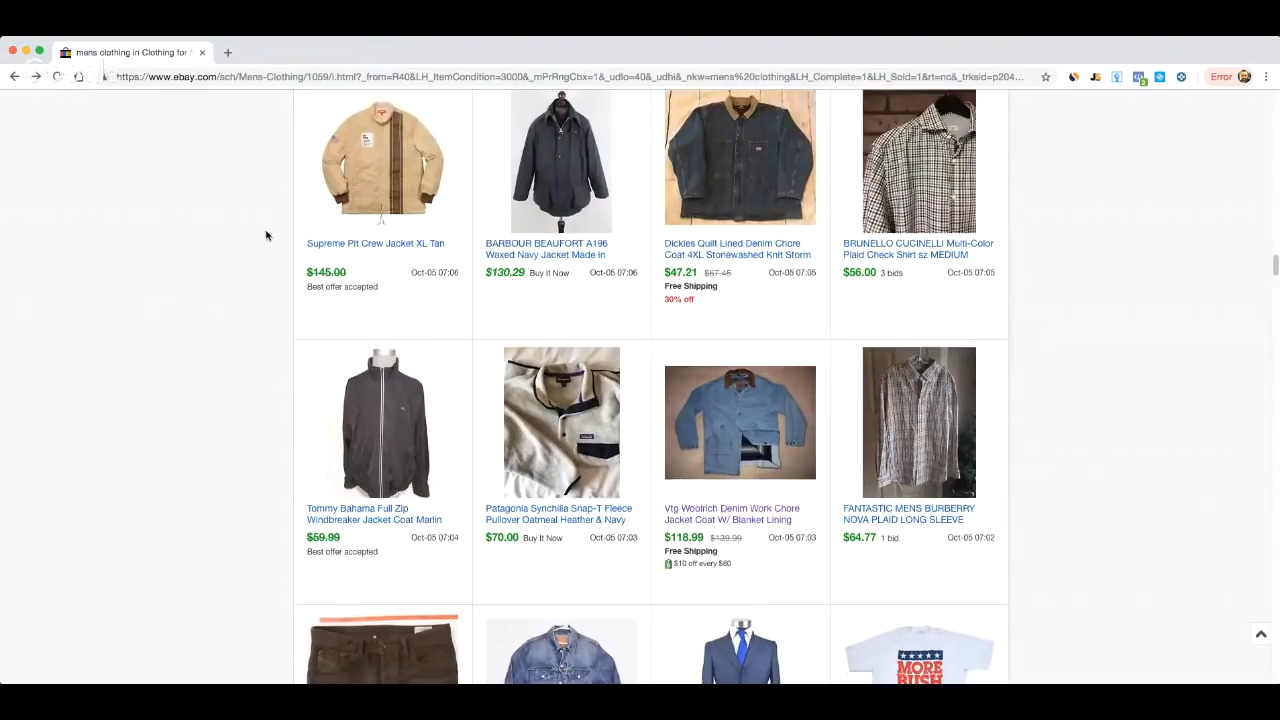 mens clothing in Clothing for
https://www.ebay.com/sch/Mens-Clothing/1059/i.html?_from=R40&LH_ItemCondition=3000&_mPrRngCbx=1&_udlo=40&_udhi&_nkw=mens%20clothing&LH_Complete=1&LH_Sold=1&rt=nc&_trksid=p204...
Error
Supreme Pit Crew Jacket XL Tan
$145.00 Oct-05 07:06
Best offer accepted
BARBOUR BEAUFORT A196
Waxed Navy Jacket Made In
$130.29 Buy It Now Oct-05 07:06
Dickies Quilt Lined Denim Chore
Coat 4XL Stonewashed Knit Storm
$47.21 $67.45 Oct-05 07:05
Free Shipping
30% off
BRUNELLO CUCINELLI Multi-Color
Plaid Check Shirt sz MEDIUM
$56.00 3 bids Oct-05 07:05
Tommy Bahama Full Zip
Windbreaker Jacket Coat Marlin
$59.99 Oct-05 07:04
Best offer accepted
Patagonia Synchilla Snap-T Fleece
Pullover Oatmeal Heather & Navy
$70.00 Buy It Now Oct-05 07:03
Vtg Woolrich Denim Work Chore
Jacket Coat W/ Blanket Lining
$118.99 $139.99 Oct-05 07:03
Free Shipping
$10 off every $80
FANTASTIC MENS BURBERRY
NOVA PLAID LONG SLEEVE
$64.77 1 bid Oct-05 07:02
MORE
BUSH